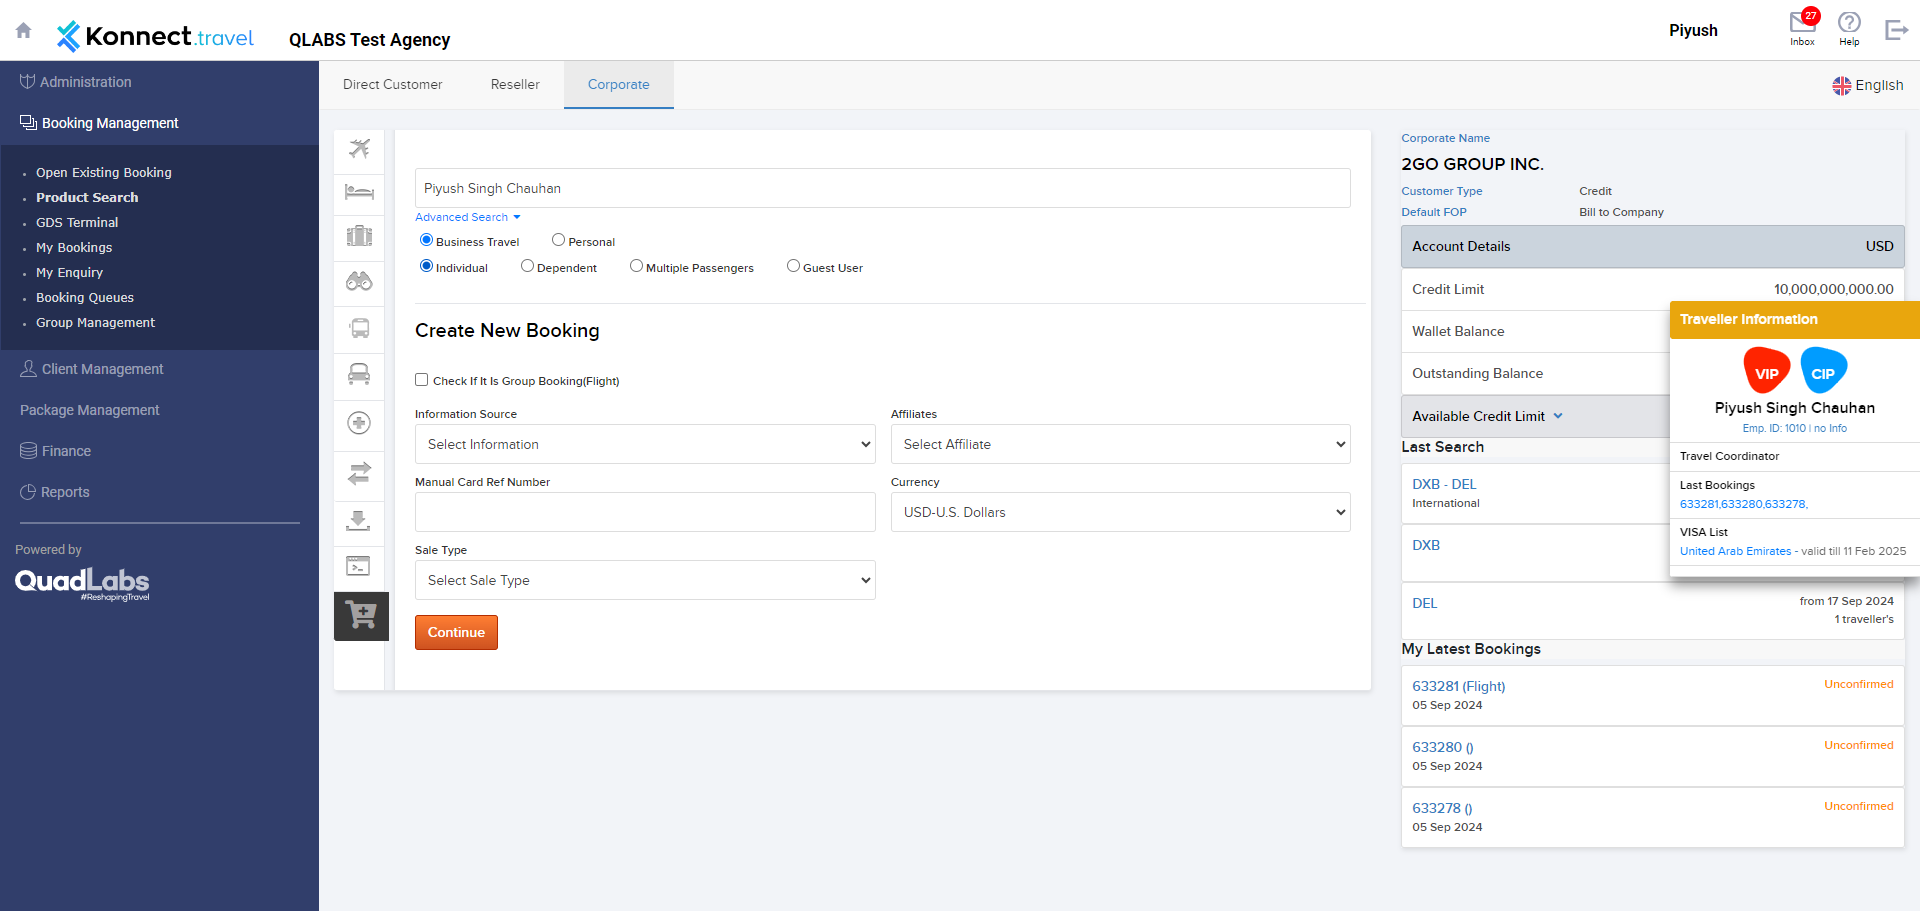 Konnect.travel
QLABS Test Agency
Piyush
27
Inbox
Help
Administration
Booking Management
Open Existing Booking
Product Search
GDS Terminal
My Bookings
My Enquiry
Booking Queues
Group Management
Client Management
Package Management
Finance
Reports
Powered by
QuadLabs
#ReshapingTravel
Direct Customer
Reseller
Corporate
English
Piyush Singh Chauhan
Advanced Search
Business Travel
Personal
Individual
Dependent
Multiple Passengers
Guest User
Create New Booking
Check If It Is Group Booking(Flight)
Information Source
Affiliates
Select Information
Select Affiliate
Manual Card Ref Number
Currency
USD-U.S. Dollars
Sale Type
Select Sale Type
Continue
Corporate Name
2GO GROUP INC.
Customer Type Credit
Default FOP Bill to Company
Account Details USD
Credit Limit 10,000,000,000.00
Wallet Balance
Outstanding Balance
Available Credit Limit
Last Search
DXB - DEL
International
DXB
DEL
from 17 Sep 2024
1 traveller's
My Latest Bookings
633281 (Flight) Unconfirmed
05 Sep 2024
633280 () Unconfirmed
05 Sep 2024
633278 () Unconfirmed
05 Sep 2024
Traveller Information
VIP CIP
Piyush Singh Chauhan
Emp. ID: 1010 | no Info
Travel Coordinator
Last Bookings
633281,633280,633278,
VISA List
United Arab Emirates - valid till 11 Feb 2025